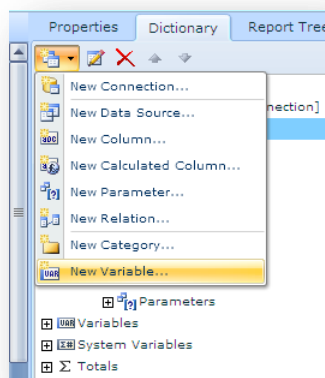 Properties Dictionary Report Tree
New Connection...
nection]
New Data Source...
New Column...
New Calculated Column...
New Parameter...
New Relation...
New Category...
New Variable...
Parameters
Variables
System Variables
Σ Totals